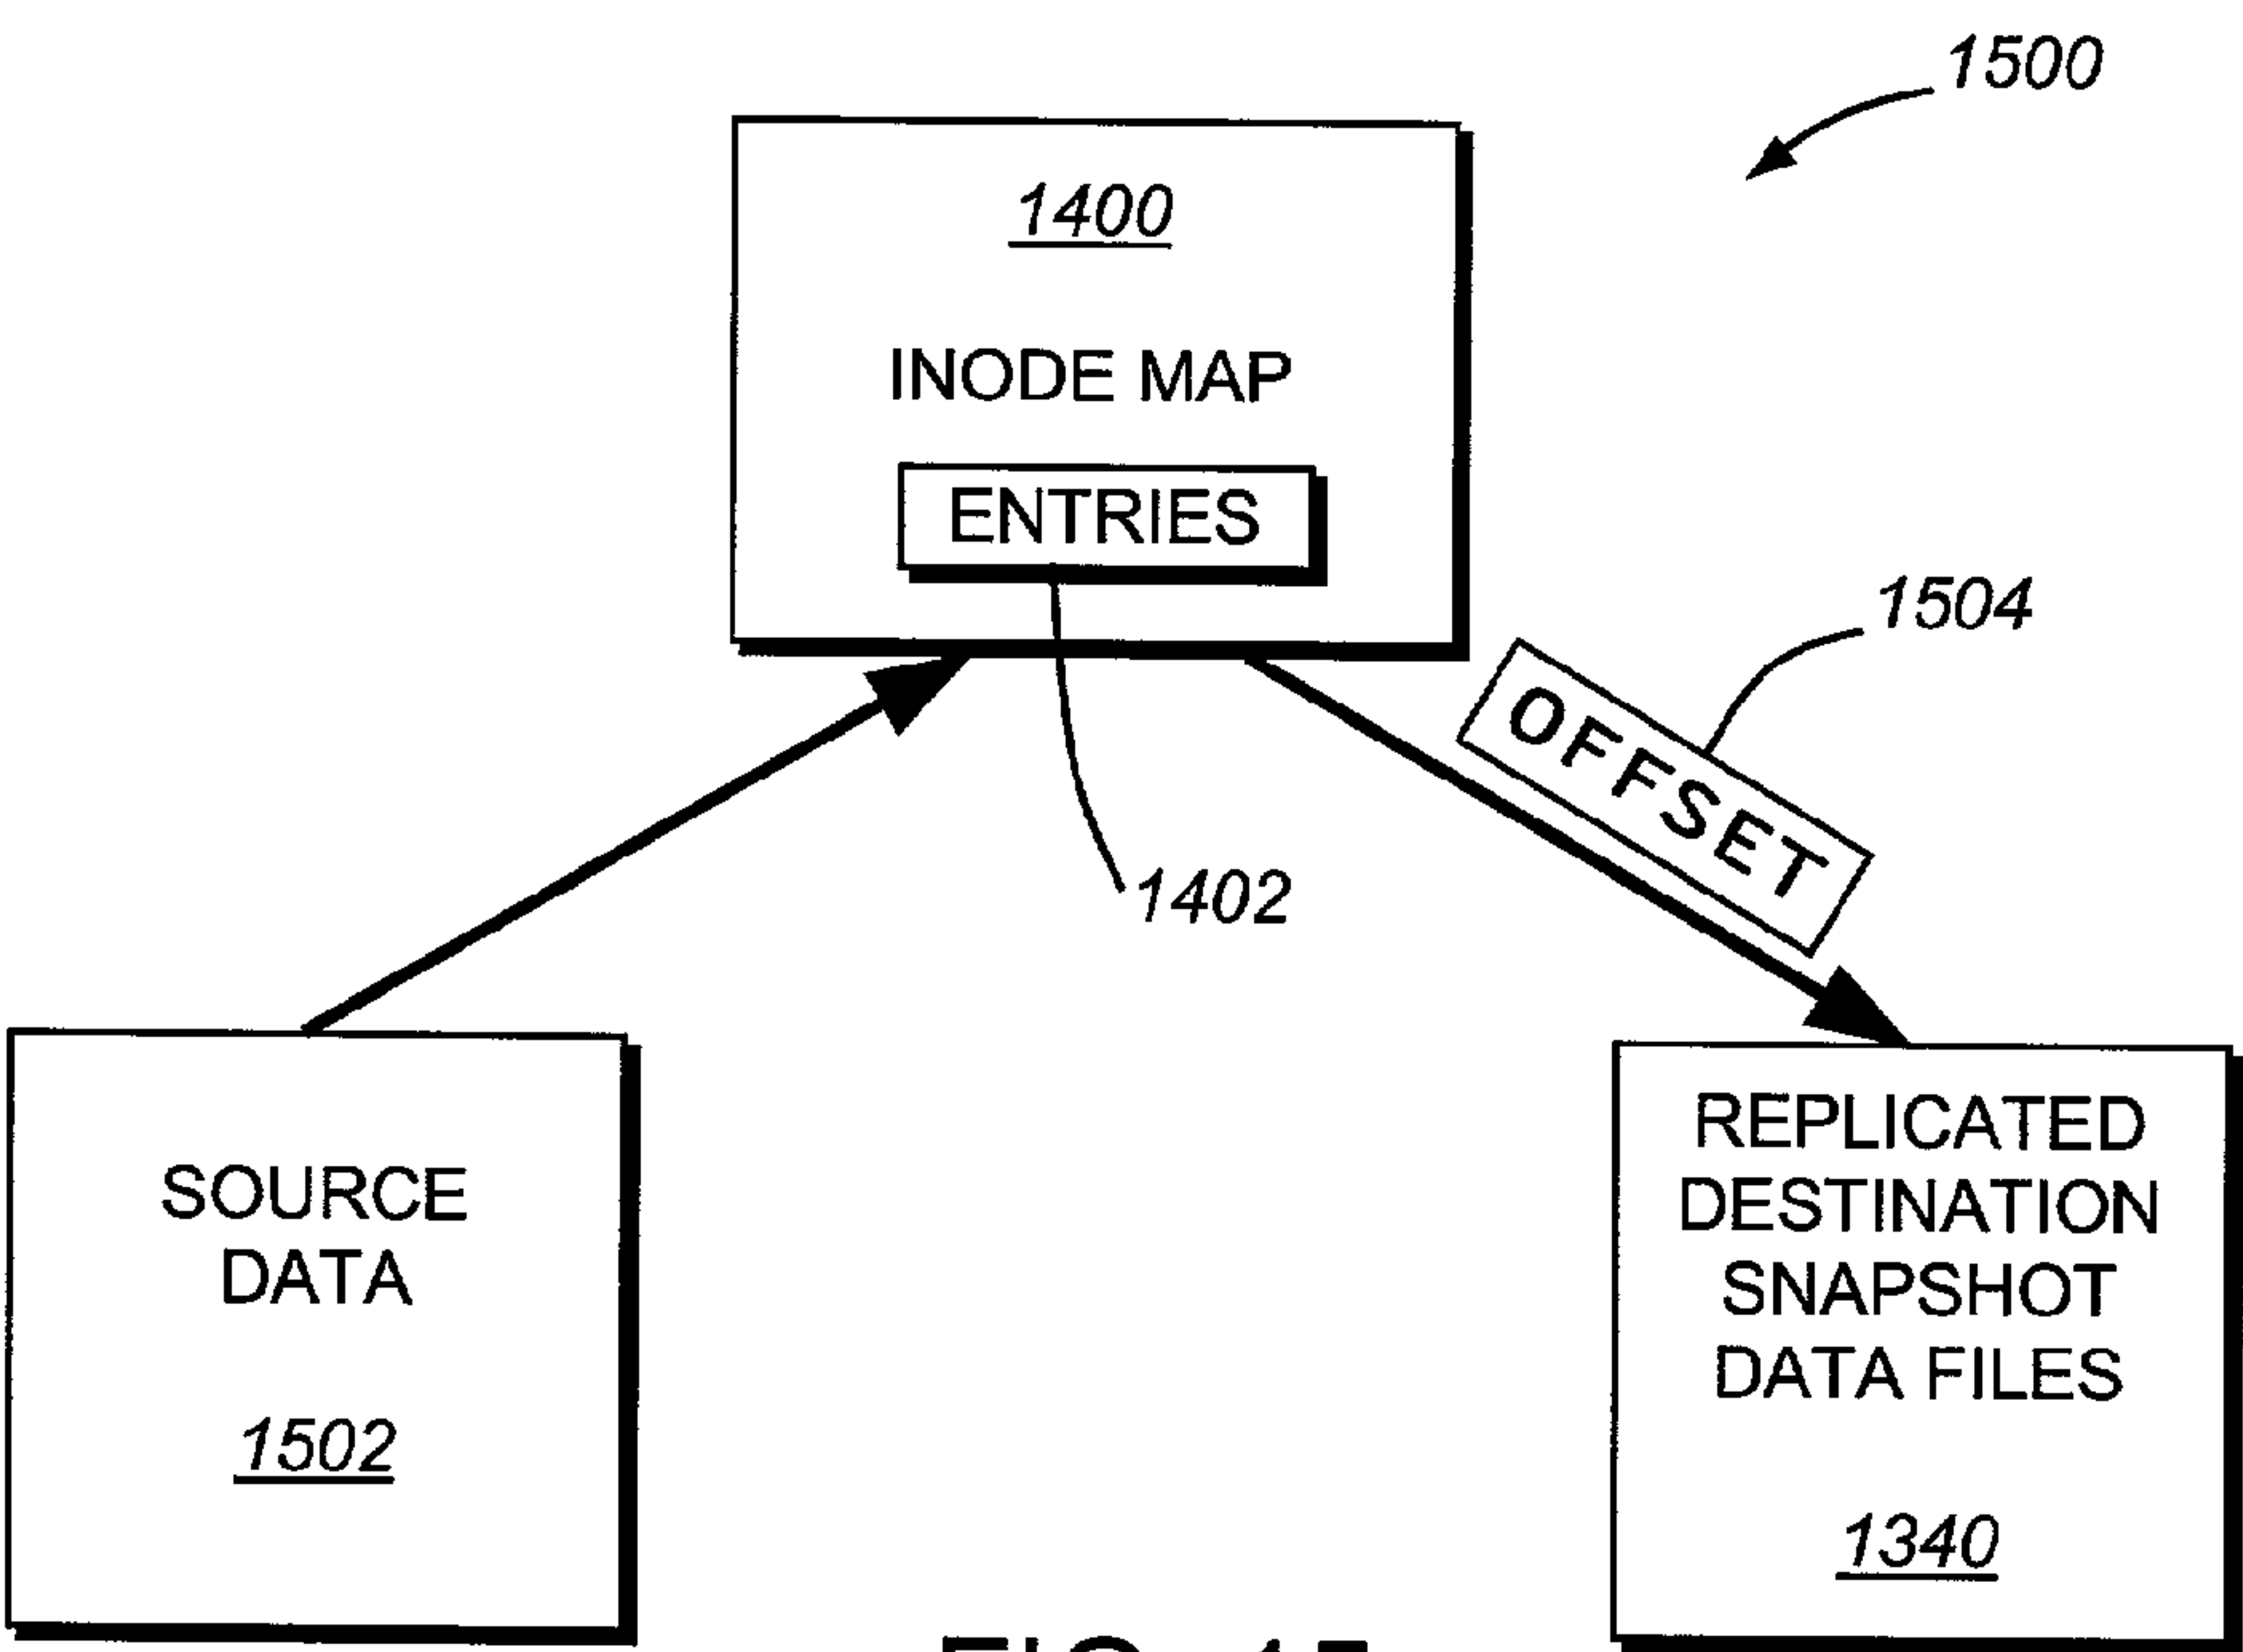 1500
1400
INODE MAP
ENTRIES
1504
OFFSET
1402
SOURCE
DATA
1502
REPLICATED
DESTINATION
SNAPSHOT
DATA FILES
1340